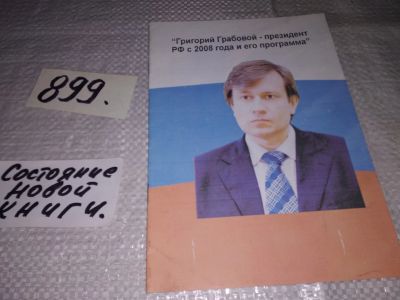 "Григорий Грабовой - президент
РФ с 2008 года и его программа"
899.
Состояние
новой
книги.